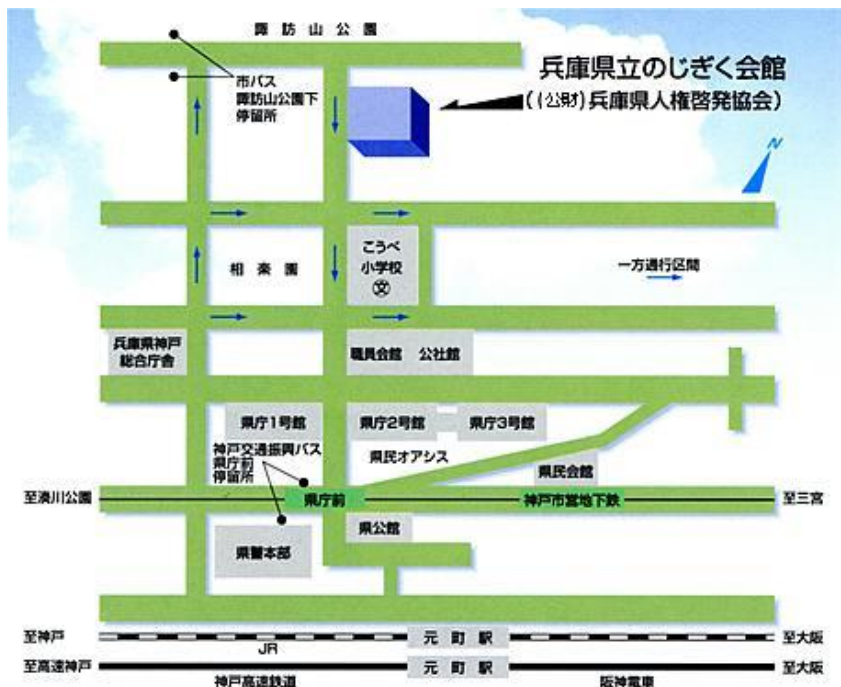 諏訪山公園
兵庫県立のじぎく会館
((公財)兵庫県人権啓発協会)
市バス
諏訪山公園下
停留所
N
こうべ
小学校
文
相楽園
一方通行区間
兵庫県神戸
総合庁舎
職員会館 公社館
県庁1号館
県庁2号館
県庁3号館
神戸交通振興バス
県庁前
停留所
県民オアシス
県民会館
至湊川公園
県庁前
神戸市営地下鉄
至三宮
県公館
県警本部
至神戸
JR
元町駅
至大阪
至高速神戸
神戸高速鉄道
元町駅
阪神電車
至大阪